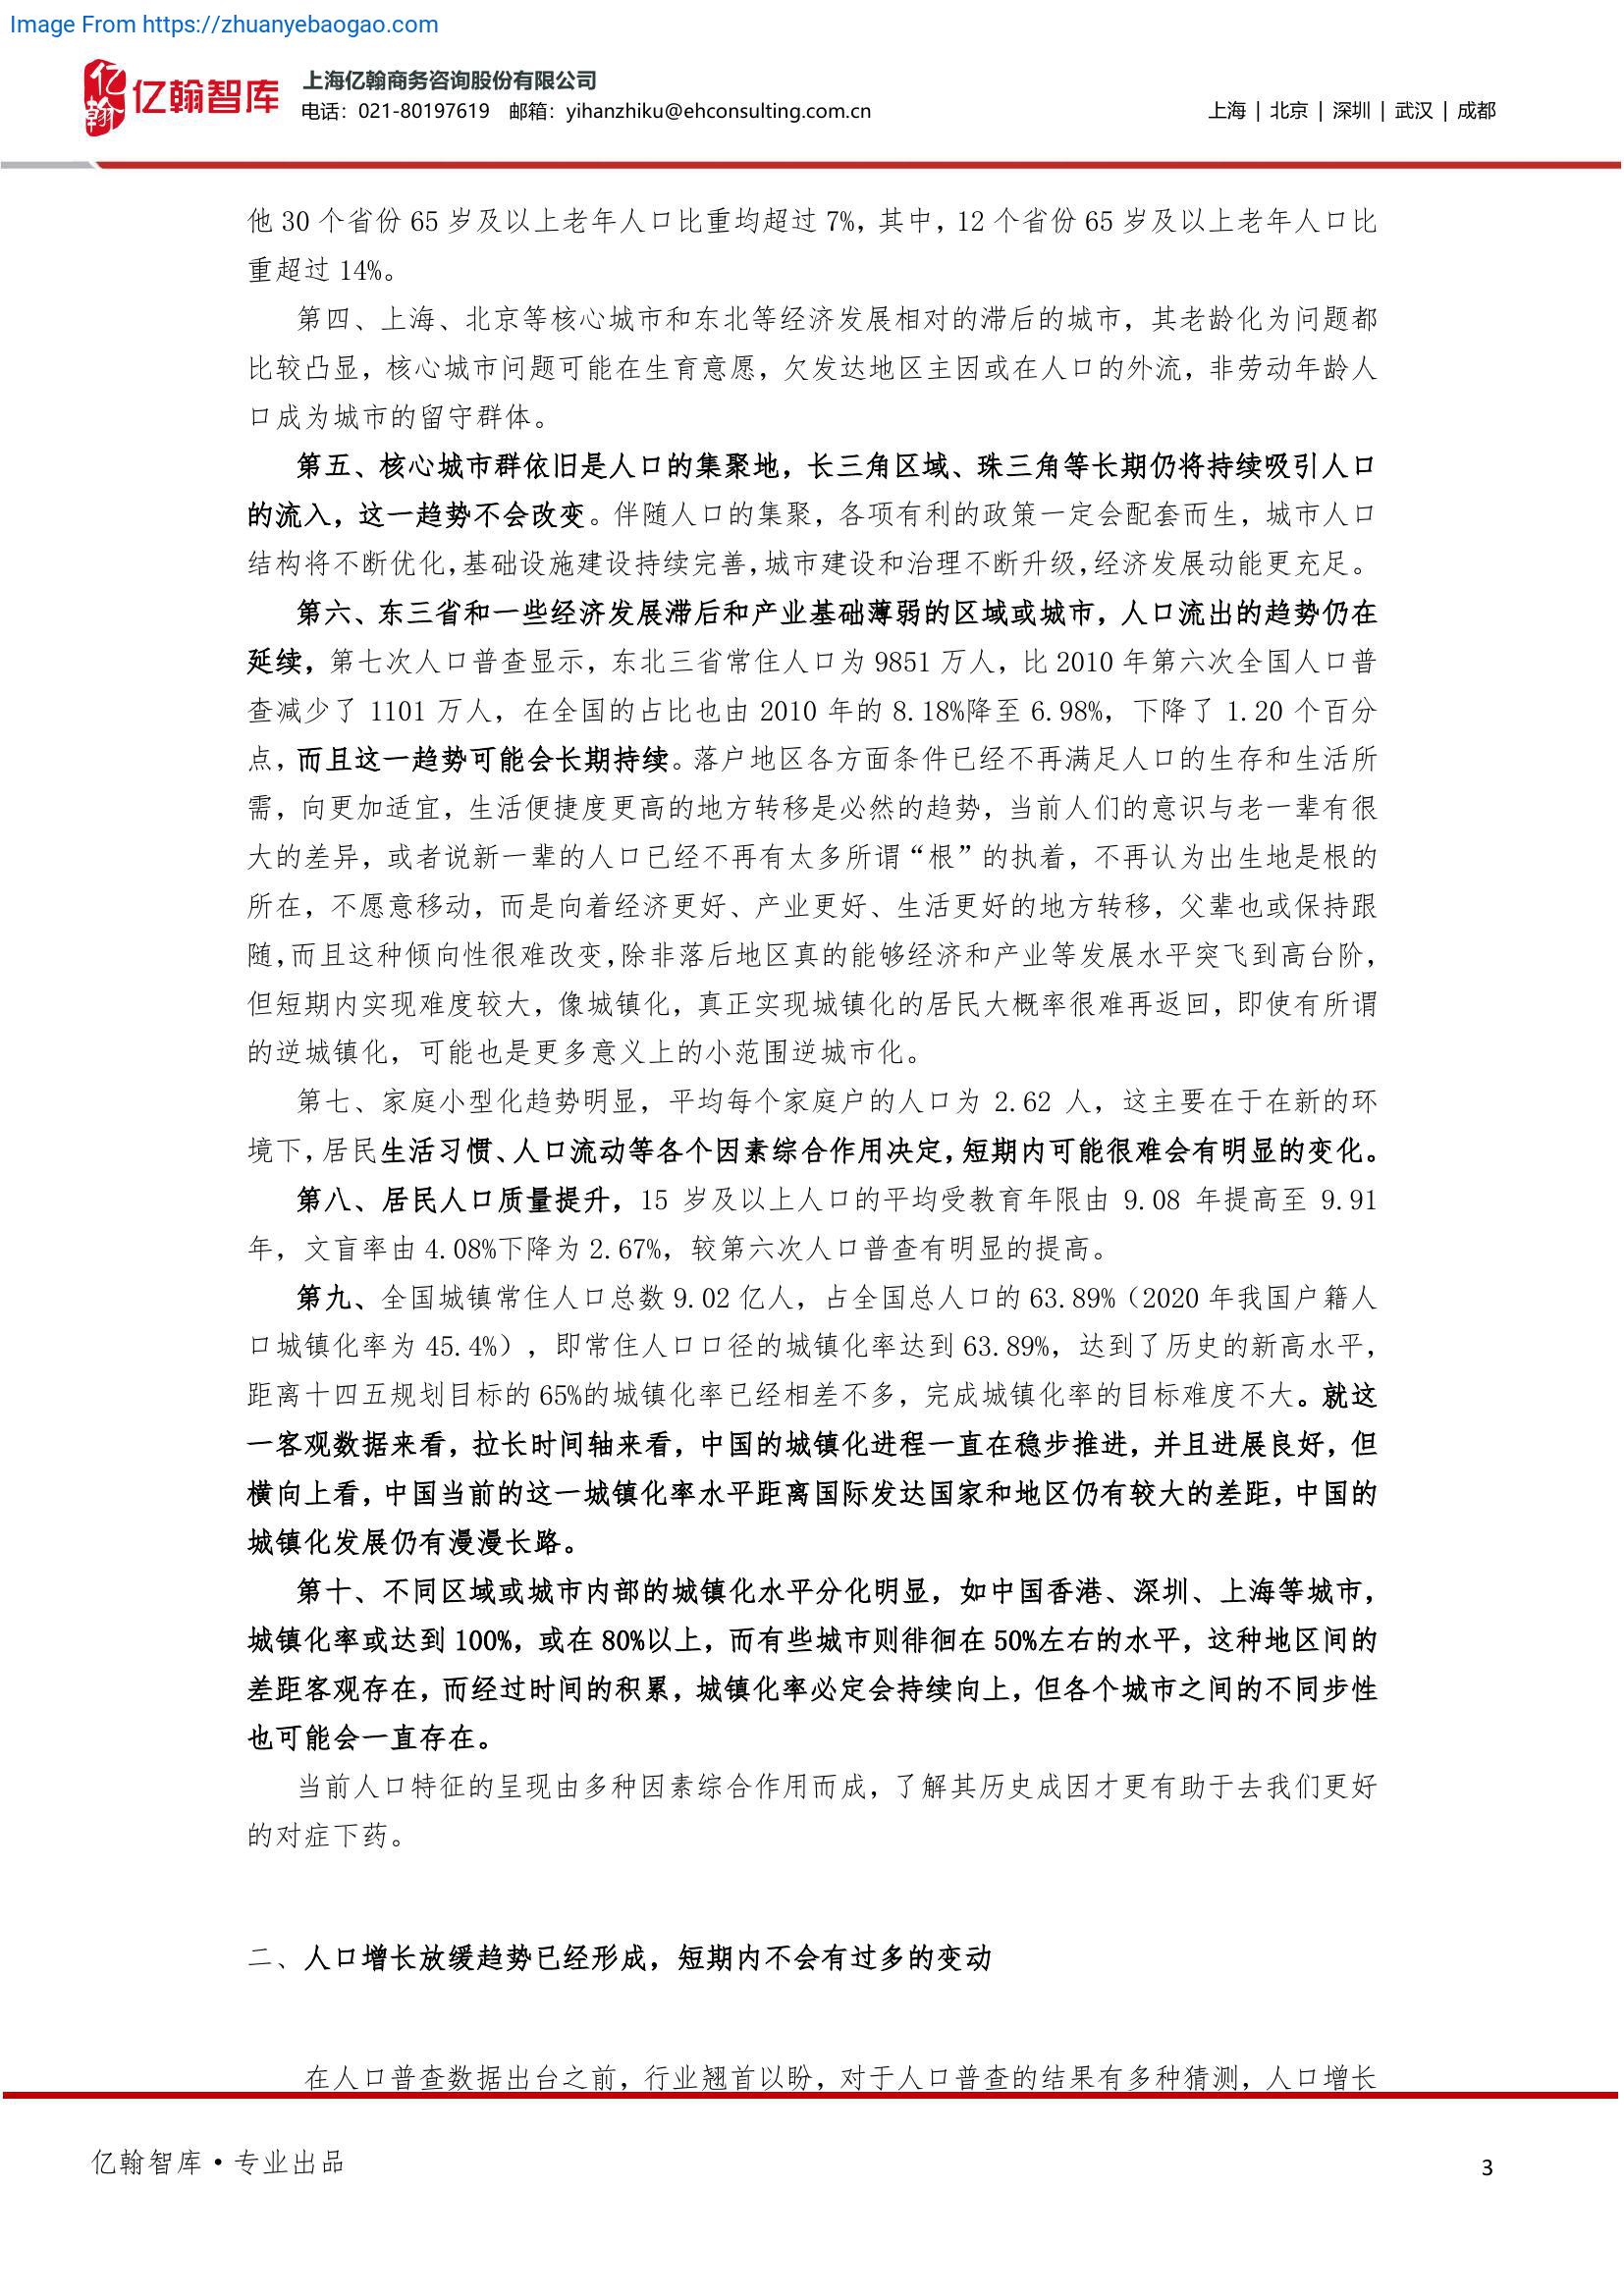 Image From https://zhuanyebaogao.com
亿翰
亿翰智库
上海亿翰商务咨询股份有限公司
电话：021-80197619 邮箱：yihanzhiku@ehconsulting.com.cn
上海 | 北京 | 深圳 | 武汉 | 成都
他 30 个省份 65 岁及以上老年人口比重均超过 7%，其中，12 个省份 65 岁及以上老年人口比
重超过 14%。
第四、上海、北京等核心城市和东北等经济发展相对的滞后的城市，其老龄化为问题都
比较凸显，核心城市问题可能在生育意愿，欠发达地区主因或在人口的外流，非劳动年龄人
口成为城市的留守群体。
第五、核心城市群依旧是人口的集聚地，长三角区域、珠三角等长期仍将持续吸引人口
的流入，这一趋势不会改变。伴随人口的集聚，各项有利的政策一定会配套而生，城市人口
结构将不断优化，基础设施建设持续完善，城市建设和治理不断升级，经济发展动能更充足。
第六、东三省和一些经济发展滞后和产业基础薄弱的区域或城市，人口流出的趋势仍在
延续，第七次人口普查显示，东北三省常住人口为 9851 万人，比 2010 年第六次全国人口普
查减少了 1101 万人，在全国的占比也由 2010 年的 8.18%降至 6.98%，下降了 1.20 个百分
点，而且这一趋势可能会长期持续。落户地区各方面条件已经不再满足人口的生存和生活所
需，向更加适宜，生活便捷度更高的地方转移是必然的趋势，当前人们的意识与老一辈有很
大的差异，或者说新一辈的人口已经不再有太多所谓“根”的执着，不再认为出生地是根的
所在，不愿意移动，而是向着经济更好、产业更好、生活更好的地方转移，父辈也或保持跟
随，而且这种倾向性很难改变，除非落后地区真的能够经济和产业等发展水平突飞到高台阶，
但短期内实现难度较大，像城镇化，真正实现城镇化的居民大概率很难再返回，即使有所谓
的逆城镇化，可能也是更多意义上的小范围逆城市化。
第七、家庭小型化趋势明显，平均每个家庭户的人口为 2.62 人，这主要在于在新的环
境下，居民生活习惯、人口流动等各个因素综合作用决定，短期内可能很难会有明显的变化。
第八、居民人口质量提升，15 岁及以上人口的平均受教育年限由 9.08 年提高至 9.91
年，文盲率由 4.08%下降为 2.67%，较第六次人口普查有明显的提高。
第九、全国城镇常住人口总数 9.02 亿人，占全国总人口的 63.89%（2020 年我国户籍人
口城镇化率为 45.4%），即常住人口口径的城镇化率达到 63.89%，达到了历史的新高水平，
距离十四五规划目标的 65%的城镇化率已经相差不多，完成城镇化率的目标难度不大。就这
一客观数据来看，拉长时间轴来看，中国的城镇化进程一直在稳步推进，并且进展良好，但
横向上看，中国当前的这一城镇化率水平距离国际发达国家和地区仍有较大的差距，中国的
城镇化发展仍有漫漫长路。
第十、不同区域或城市内部的城镇化水平分化明显，如中国香港、深圳、上海等城市，
城镇化率或达到 100%，或在 80%以上，而有些城市则徘徊在 50%左右的水平，这种地区间的
差距客观存在，而经过时间的积累，城镇化率必定会持续向上，但各个城市之间的不同步性
也可能会一直存在。
当前人口特征的呈现由多种因素综合作用而成，了解其历史成因才更有助于去我们更好
的对症下药。
二、人口增长放缓趋势已经形成，短期内不会有过多的变动
在人口普查数据出台之前，行业翘首以盼，对于人口普查的结果有多种猜测，人口增长
亿翰智库•专业出品
3